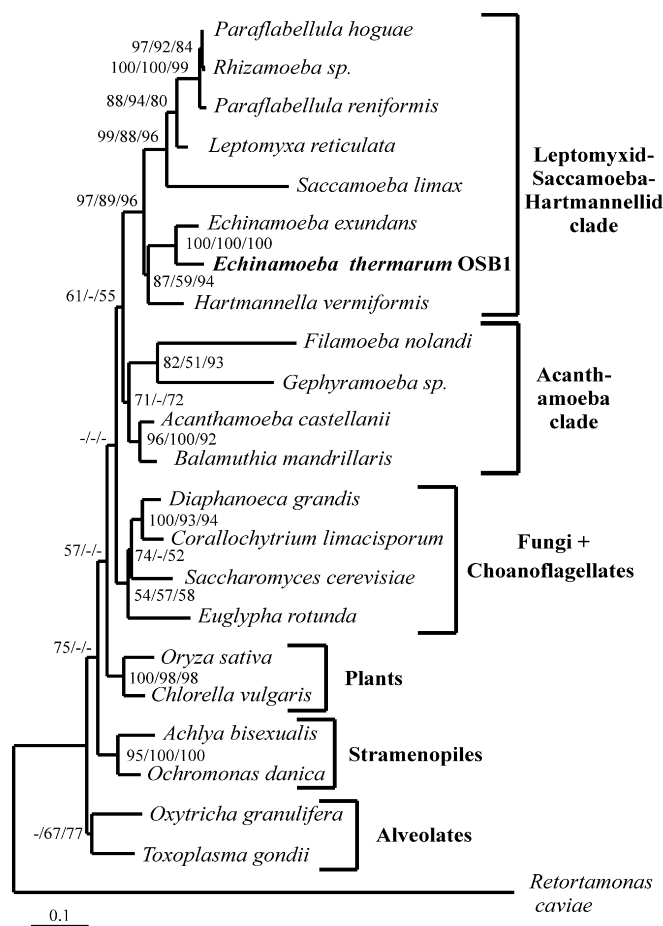 Paraflabellula hoguae
97/92/84
100/100/99
Rhizamoeba sp.
88/94/80
Paraflabellula reniformis
99/88/96
Leptomyxa reticulata
Saccamoeba limax
Leptomyxid-
Saccamoeba-
Hartmannellid
clade
97/89/96
Echinamoeba exundans
100/100/100
Echinamoeba thermarum OSB1
87/59/94
Hartmannella vermiformis
61/-/55
Filamoeba nolandi
82/51/93
Gephyramoeba sp.
Acanth-
amoeba
clade
71/-/72
Acanthamoeba castellanii
96/100/92
Balamuthia mandrillaris
-/-/-
Diaphanoeca grandis
100/93/94
Corallochytrium limacisporum
74/-/52
Saccharomyces cerevisiae
54/57/58
Euglypha rotunda
Fungi +
Choanoflagellates
57/-/-
Oryza sativa
100/98/98
Chlorella vulgaris
Plants
75/-/-
Achlya bisexualis
95/100/100
Ochromonas danica
Stramenopiles
Oxytricha granulifera
-/67/77
Toxoplasma gondii
Alveolates
Retortamonas
caviae
0.1